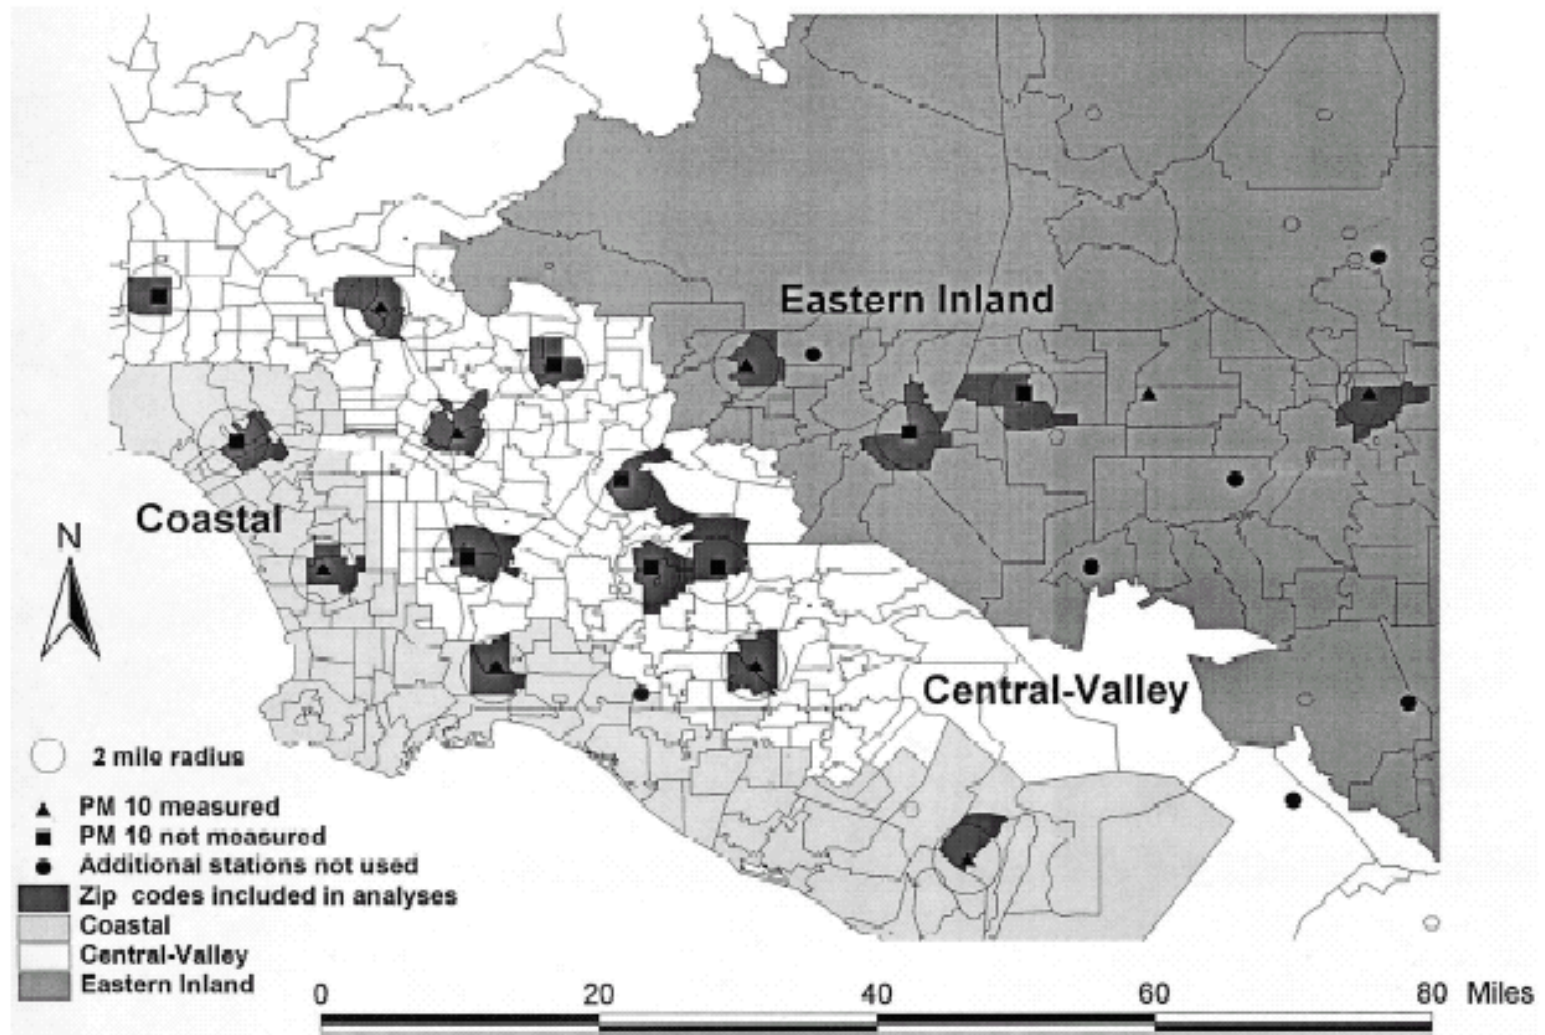 Eastern Inland
Coastal
N
Central-Valley
2 mile radius
PM 10 measured
PM 10 not measured
Additional stations not used
Zip codes included in analyses
Coastal
Central-Valley
Eastern Inland
0 20 40 60 80 Miles